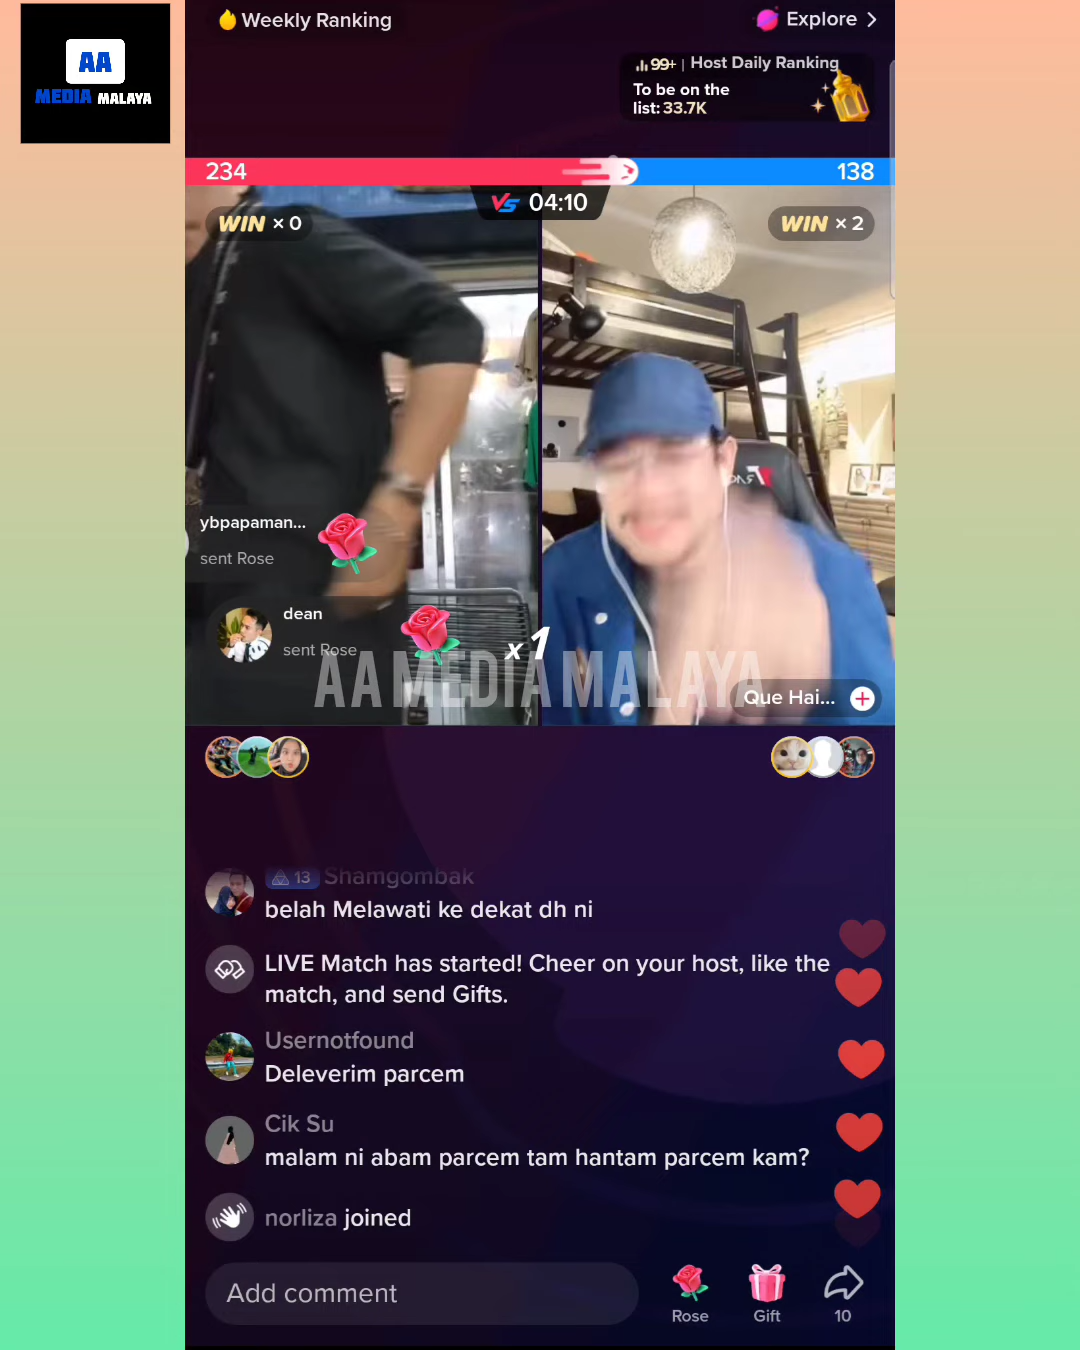 AA
MEDIA MALAYA
Weekly Ranking
Explore
99+ | Host Daily Ranking
To be on the
list: 33.7K
234
138
VS 04:10
WIN × 0
WIN × 2
ybpapaman...
sent Rose
dean
sent Rose
x1
AA MEDIA MALAYA
Que Hai...
13 Shamgombak
belah Melawati ke dekat dh ni
LIVE Match has started! Cheer on your host, like the
match, and send Gifts.
Usernotfound
Deleverim parcem
Cik Su
malam ni abam parcem tam hantam parcem kam?
norliza joined
Add comment
Rose
Gift
10